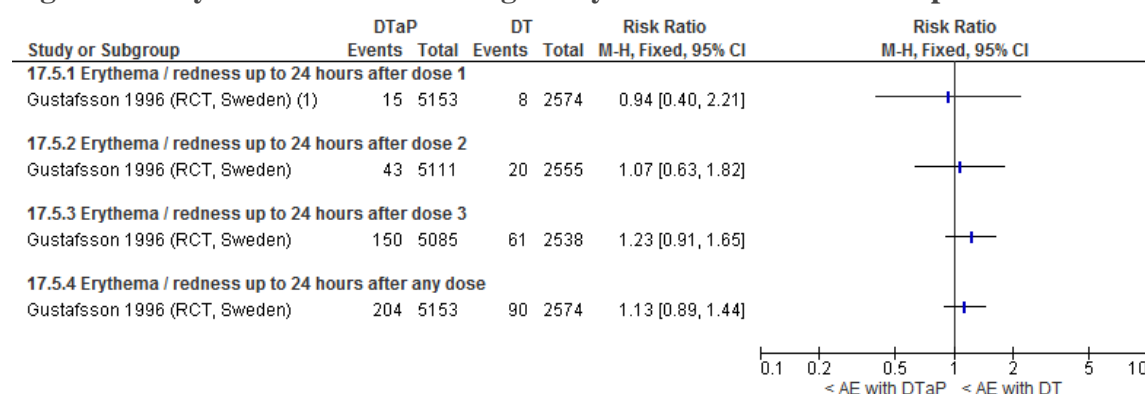 DTaP DT Risk Ratio Risk Ratio
Study or Subgroup Events Total Events Total M-H, Fixed, 95% CI M-H, Fixed, 95% CI
17.5.1 Erythema / redness up to 24 hours after dose 1
Gustafsson 1996 (RCT, Sweden) (1) 15 5153 8 2574 0.94 [0.40, 2.21]
17.5.2 Erythema / redness up to 24 hours after dose 2
Gustafsson 1996 (RCT, Sweden) 43 5111 20 2555 1.07 [0.63, 1.82]
17.5.3 Erythema / redness up to 24 hours after dose 3
Gustafsson 1996 (RCT, Sweden) 150 5085 61 2538 1.23 [0.91, 1.65]
17.5.4 Erythema / redness up to 24 hours after any dose
Gustafsson 1996 (RCT, Sweden) 204 5153 90 2574 1.13 [0.89, 1.44]
0.1 0.2 0.5 1 2 5 10
< AE with DTaP < AE with DT